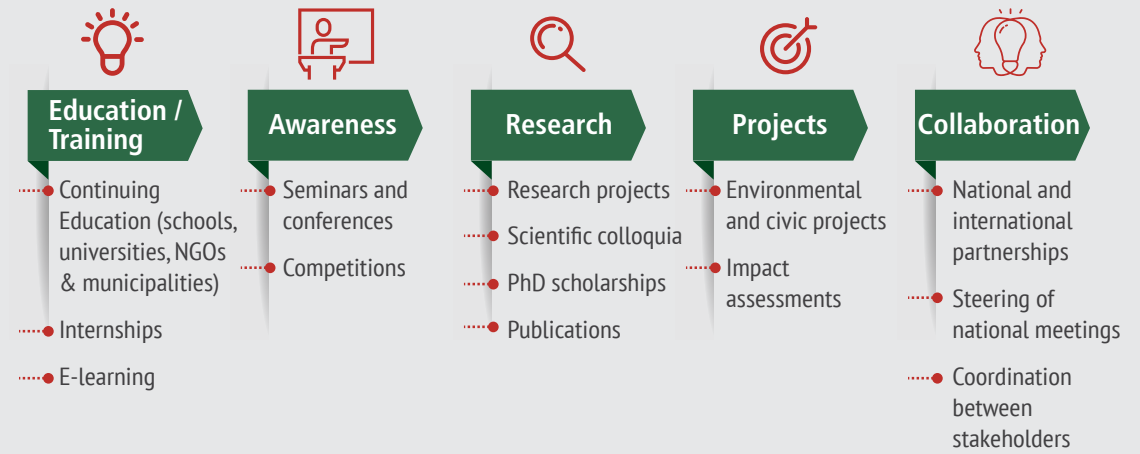 Education /
Training
Continuing
Education (schools,
universities, NGOs
& municipalities)
Internships
E-learning
Awareness
Seminars and
conferences
Competitions
Research
Research projects
Scientific colloquia
PhD scholarships
Publications
Projects
Environmental
and civic projects
Impact
assessments
Collaboration
National and
international
partnerships
Steering of
national meetings
Coordination
between
stakeholders